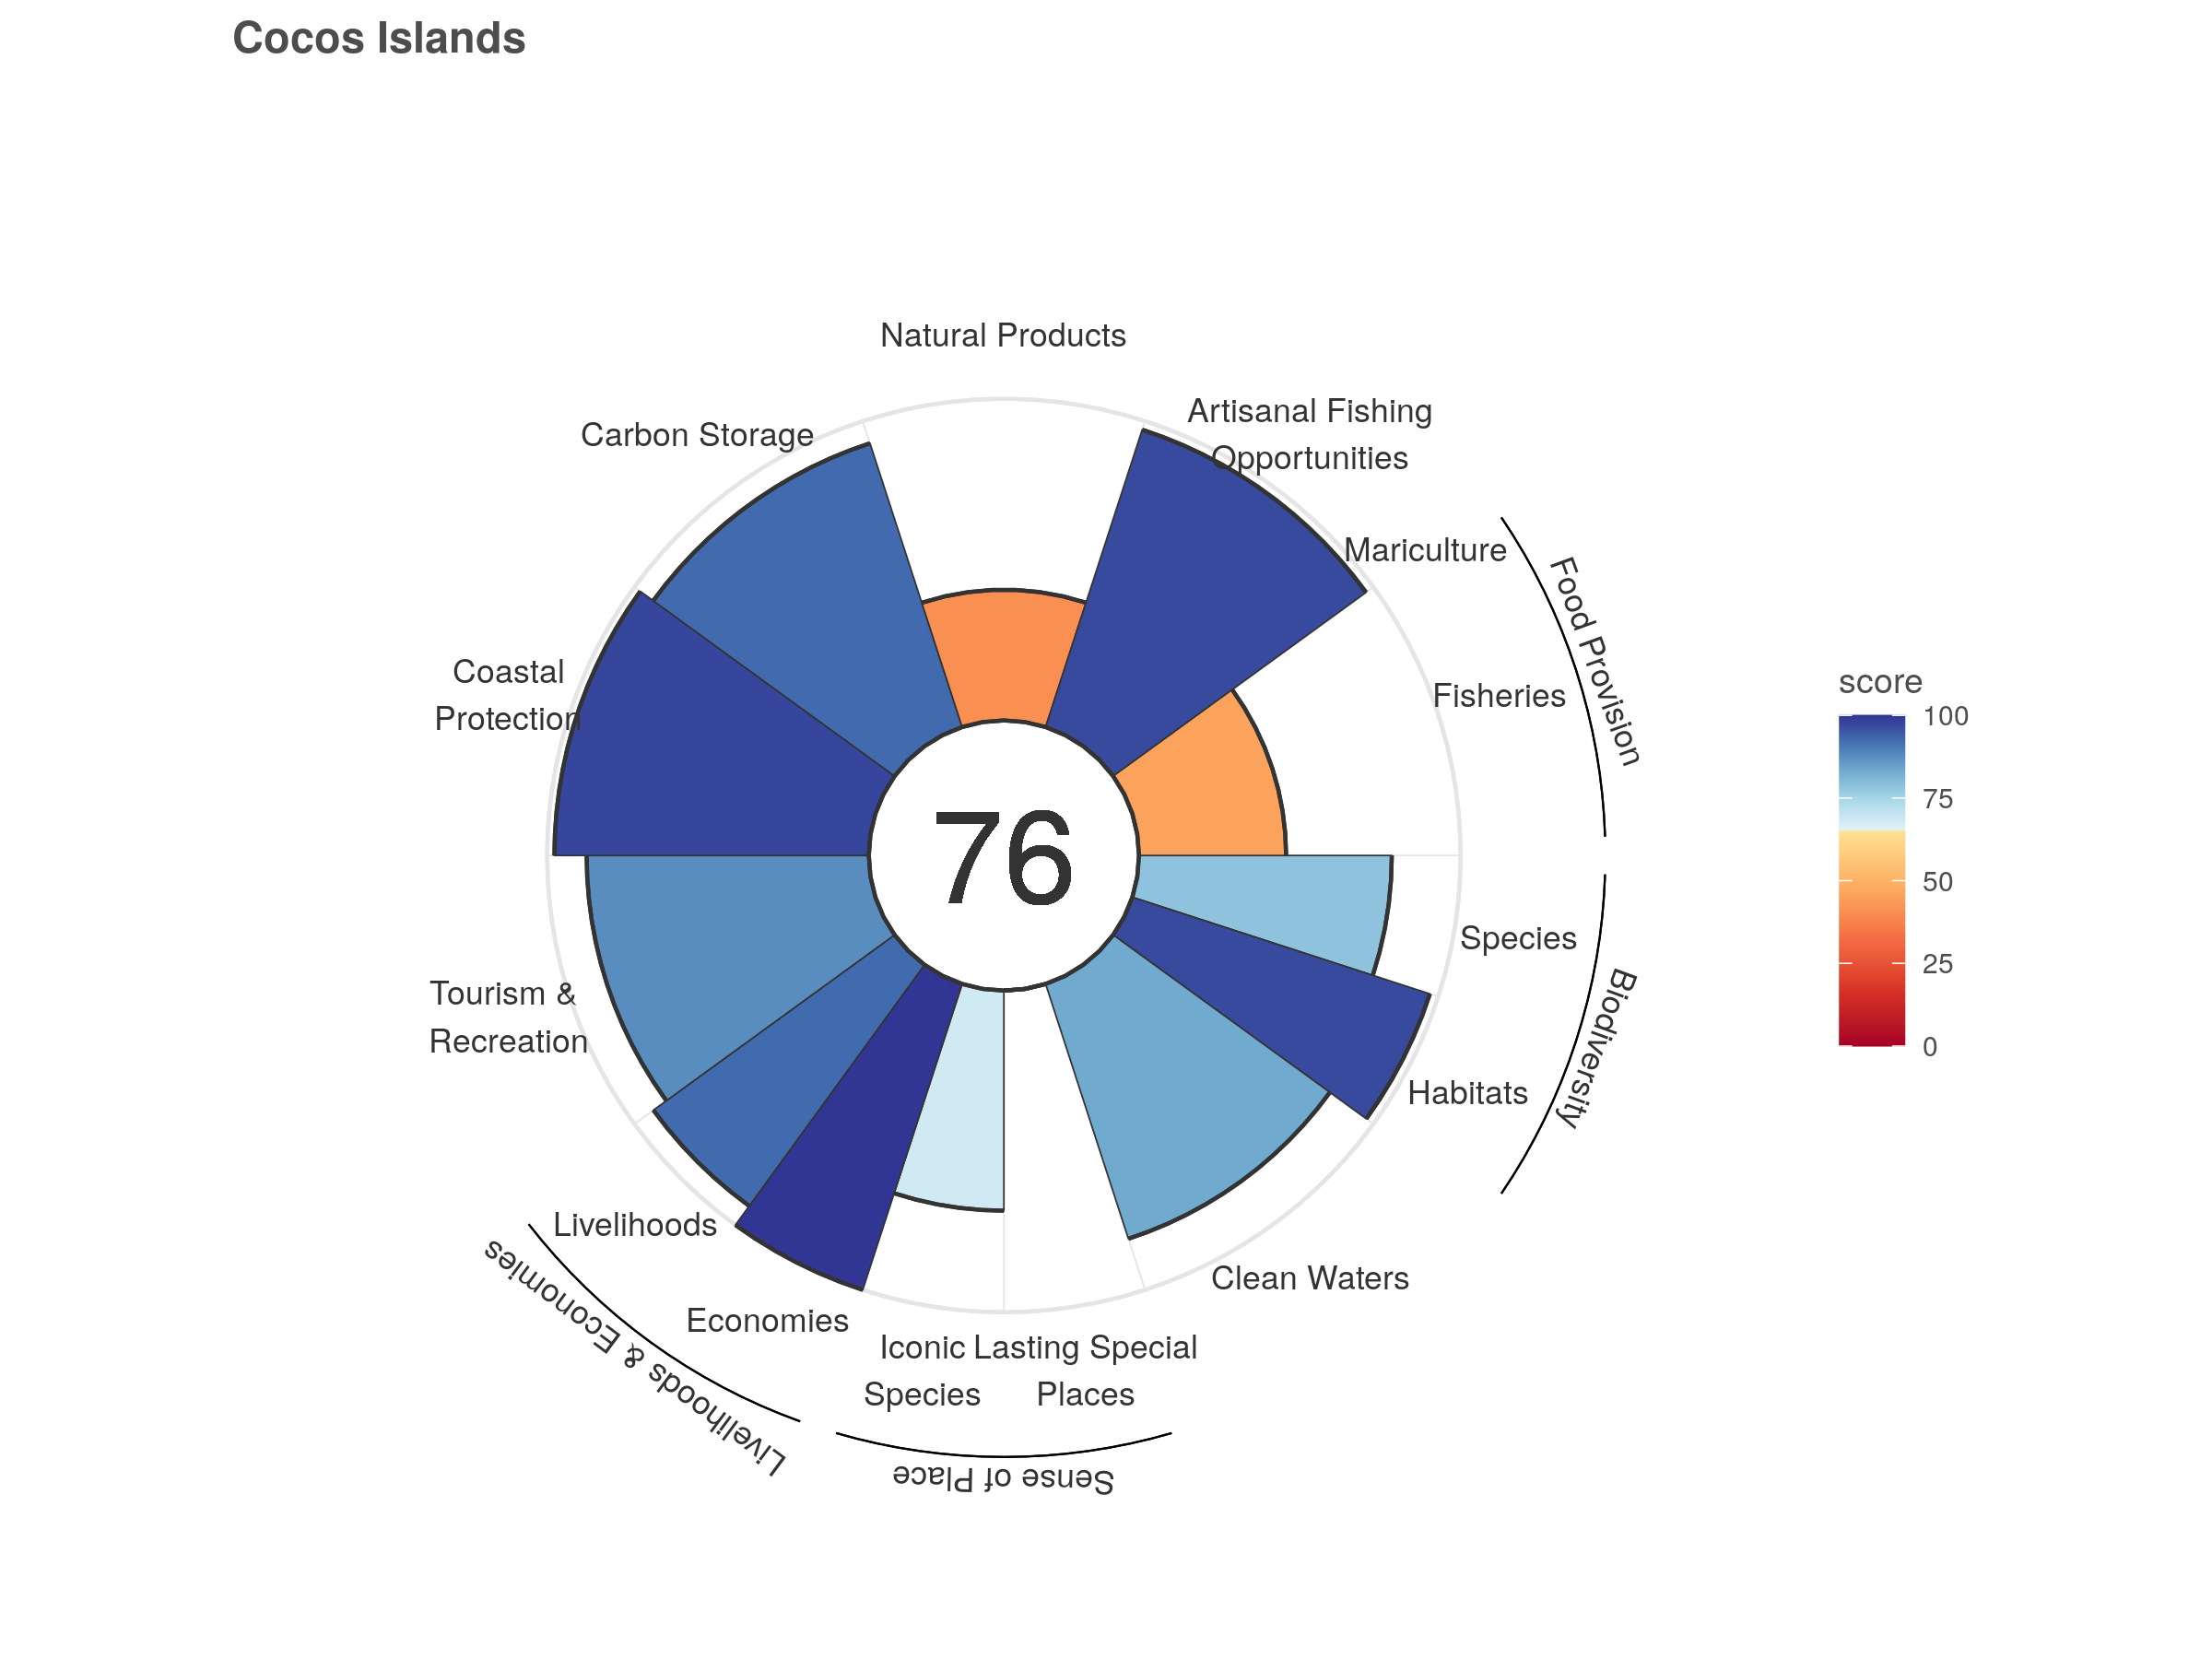 Cocos Islands
Natural Products
Artisanal Fishing
Opportunities
Carbon Storage
Mariculture
Food Provision
Fisheries
Coastal
Protection
76
score
100
75
50
25
0
Species
Biodiversity
Habitats
Tourism &
Recreation
Livelihoods
Livelihoods & Economies
Economies
Clean Waters
Iconic
Species
Lasting Special
Places
Sense of Place